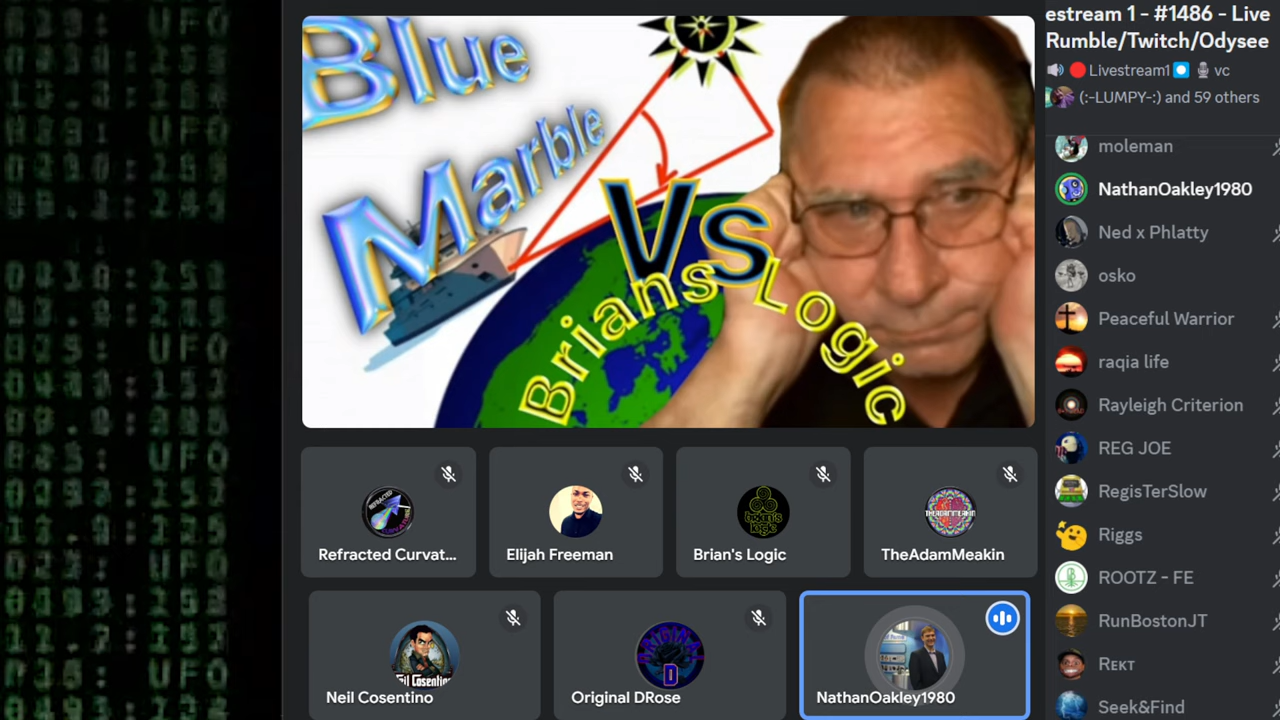 Blue
Marble
Vs
Brians Logic
Refracted Curvat...
Elijah Freeman
Brian's Logic
TheAdamMeakin
Neil Cosentino
Original DRose
NathanOakley1980
estream 1 - #1486 - Live
Rumble/Twitch/Odysee
Livestream1 vc
(:-LUMPY-:) and 59 others
moleman
NathanOakley1980
Ned x Phlatty
osko
Peaceful Warrior
raqia life
Rayleigh Criterion
REG JOE
RegisTerSlow
Riggs
ROOTZ - FE
RunBostonJT
Rᴇᴋᴛ
Seek&Find